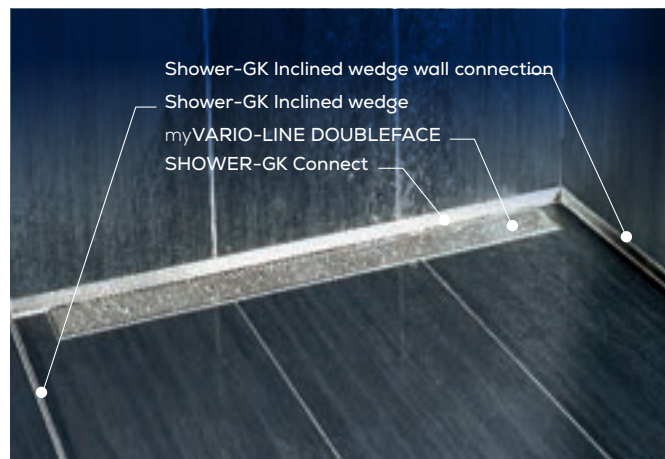 Shower-GK Inclined wedge wall connection
Shower-GK Inclined wedge
myVARIO-LINE DOUBLEFACE
SHOWER-GK Connect